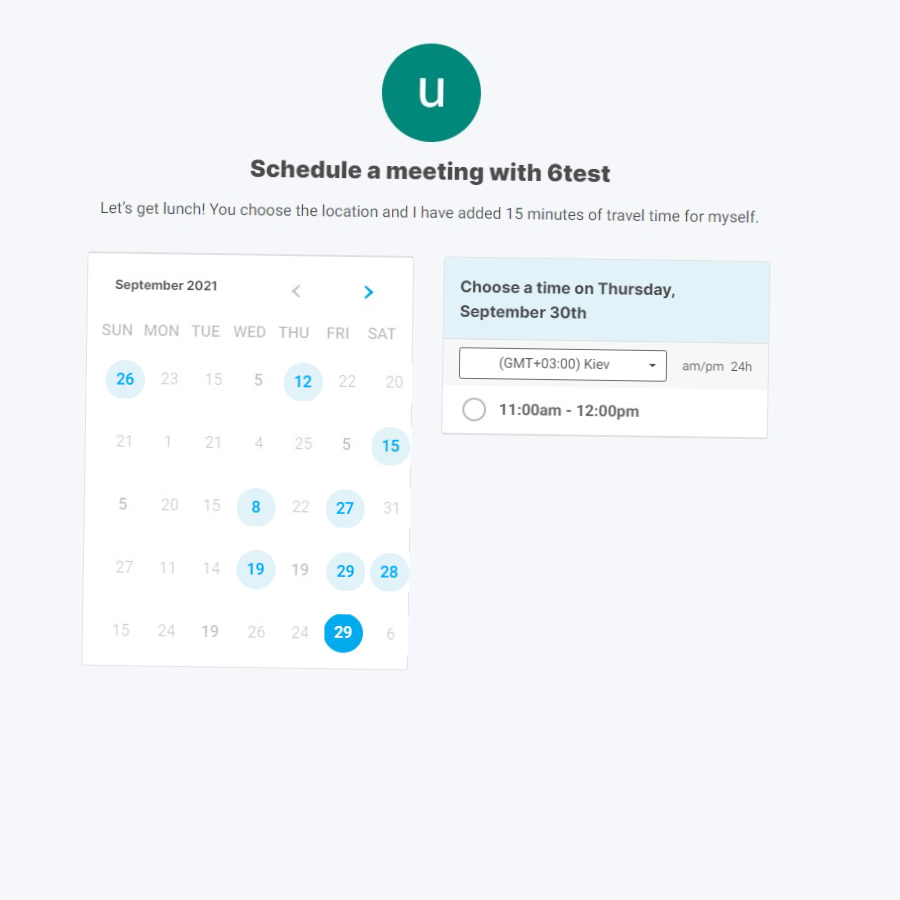 u
Schedule a meeting with 6test
Let's get lunch! You choose the location and I have added 15 minutes of travel time for myself.
September 2021
SUN MON TUE WED THU FRI SAT
26 23 15 5 12 22 20
21 1 21 4 25 5 15
5 20 15 8 22 27 31
27 11 14 19 19 29 28
15 24 19 26 24 29 6
Choose a time on Thursday,
September 30th
(GMT+03:00) Kiev am/pm 24h
11:00am - 12:00pm